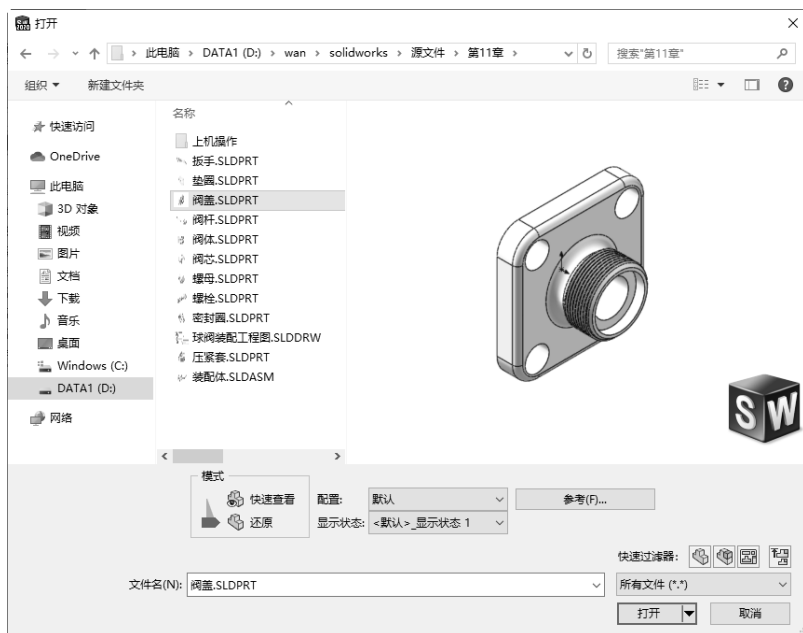 打开
此电脑 > DATA1 (D:) > wan > solidworks > 源文件 > 第11章 >
搜索"第11章"
组织
新建文件夹
快速访问
OneDrive
此电脑
3D 对象
视频
图片
文档
下载
音乐
桌面
Windows (C:)
DATA1 (D:)
网络
名称
上机操作
扳手.SLDPRT
垫圆.SLDPRT
阀盖.SLDPRT
阀杆.SLDPRT
阀体.SLDPRT
阀芯.SLDPRT
螺母.SLDPRT
螺栓.SLDPRT
密封圈.SLDPRT
球阀装配工程图.SLDDRW
压紧套.SLDPRT
装配体.SLDASM
SW
模式
快速查看
还原
配置:
默认
参考(F)...
显示状态:
<默认>_显示状态 1
快速过滤器:
文件名(N):
阀盖.SLDPRT
所有文件 (*.*)
打开
取消